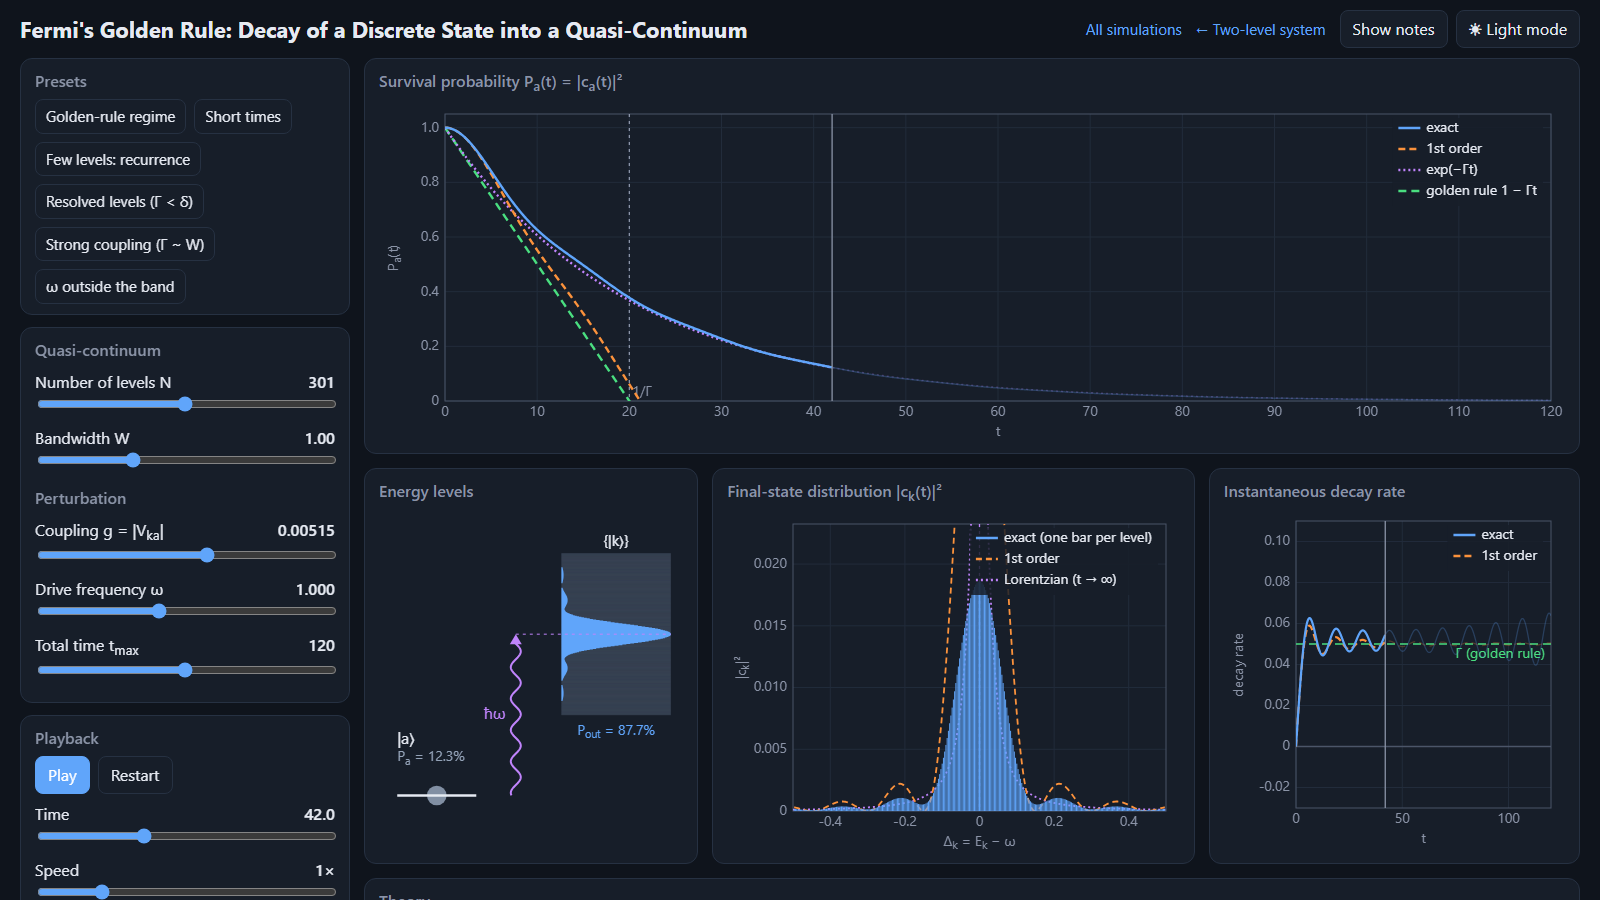 Fermi's Golden Rule: Decay of a Discrete State into a Quasi-Continuum
All simulations ← Two-level system Show notes ☀ Light mode
Presets
Golden-rule regime Short times
Few levels: recurrence
Resolved levels (Γ < δ)
Strong coupling (Γ ~ W)
ω outside the band
Quasi-continuum
Number of levels N 301
Bandwidth W 1.00
Perturbation
Coupling g = |Vka| 0.00515
Drive frequency ω 1.000
Total time tmax 120
Playback
Play Restart
Time 42.0
Speed 1×
Survival probability Pa(t) = |ca(t)|²
Pa(t)
1.0
0.8
0.6
0.4
0.2
0
0 10 20 30 40 50 60 70 80 90 100 110 120
t
1/Γ
exact
1st order
exp(−Γt)
golden rule 1 − Γt
Energy levels
{|k⟩}
Pout = 87.7%
ħω
|a⟩
Pa = 12.3%
Final-state distribution |ck(t)|²
|ck|²
0.020
0.015
0.010
0.005
0
-0.4 -0.2 0 0.2 0.4
Δk = Ek − ω
exact (one bar per level)
1st order
Lorentzian (t → ∞)
Instantaneous decay rate
decay rate
0.10
0.08
0.06
0.04
0.02
0
-0.02
0 50 100
t
exact
1st order
Γ (golden rule)